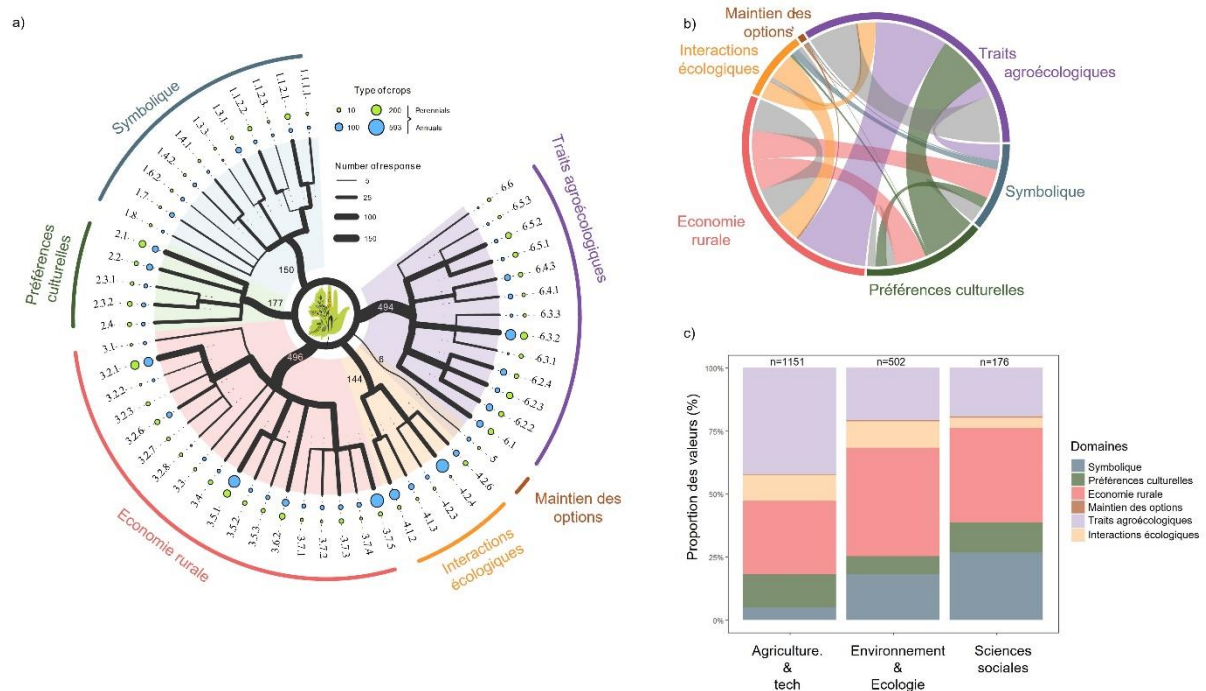 a)
Symbolique
Préférences
culturelles
Economie rurale
Interactions
écologiques
Maintien des
options
Traits agroécologiques
Type of crops
10
200
Perennials
100
593
Annuals
Number of response
5
25
100
150
150
177
496
144
6
494
1.1.1.1
1.1.2.1
1.1.2.3
1.1.2.2
1.3.1
1.3.3
1.4.1
1.4.2
1.6.2
1.7
1.8
2.1
2.2
2.3.1
2.3.2
2.4
3.1
3.2.1
3.2.2
3.2.3
3.2.6
3.2.7
3.2.8
3.3
3.4
3.5.1
3.5.2
3.5.3
3.6.2
3.7.1
3.7.2
3.7.3
3.7.4
3.7.5
4.1.2
4.1.3
4.2.3
4.2.4
4.2.6
5
6.1
6.2.2
6.2.3
6.2.4
6.3.1
6.3.2
6.3.3
6.4.1
6.4.3
6.5.1
6.5.2
6.5.3
6.6
b)
Maintien des
options
Interactions
écologiques
Traits
agroécologiques
Symbolique
Economie rurale
Préférences culturelles
c)
Proportion des valeurs (%)
100%
75%
50%
25%
0%
n=1151
n=502
n=176
Agriculture.
&
tech
Environnement
&
Ecologie
Sciences
sociales
Domaines
Symbolique
Préférences culturelles
Economie rurale
Maintien des options
Traits agroécologiques
Interactions écologiques